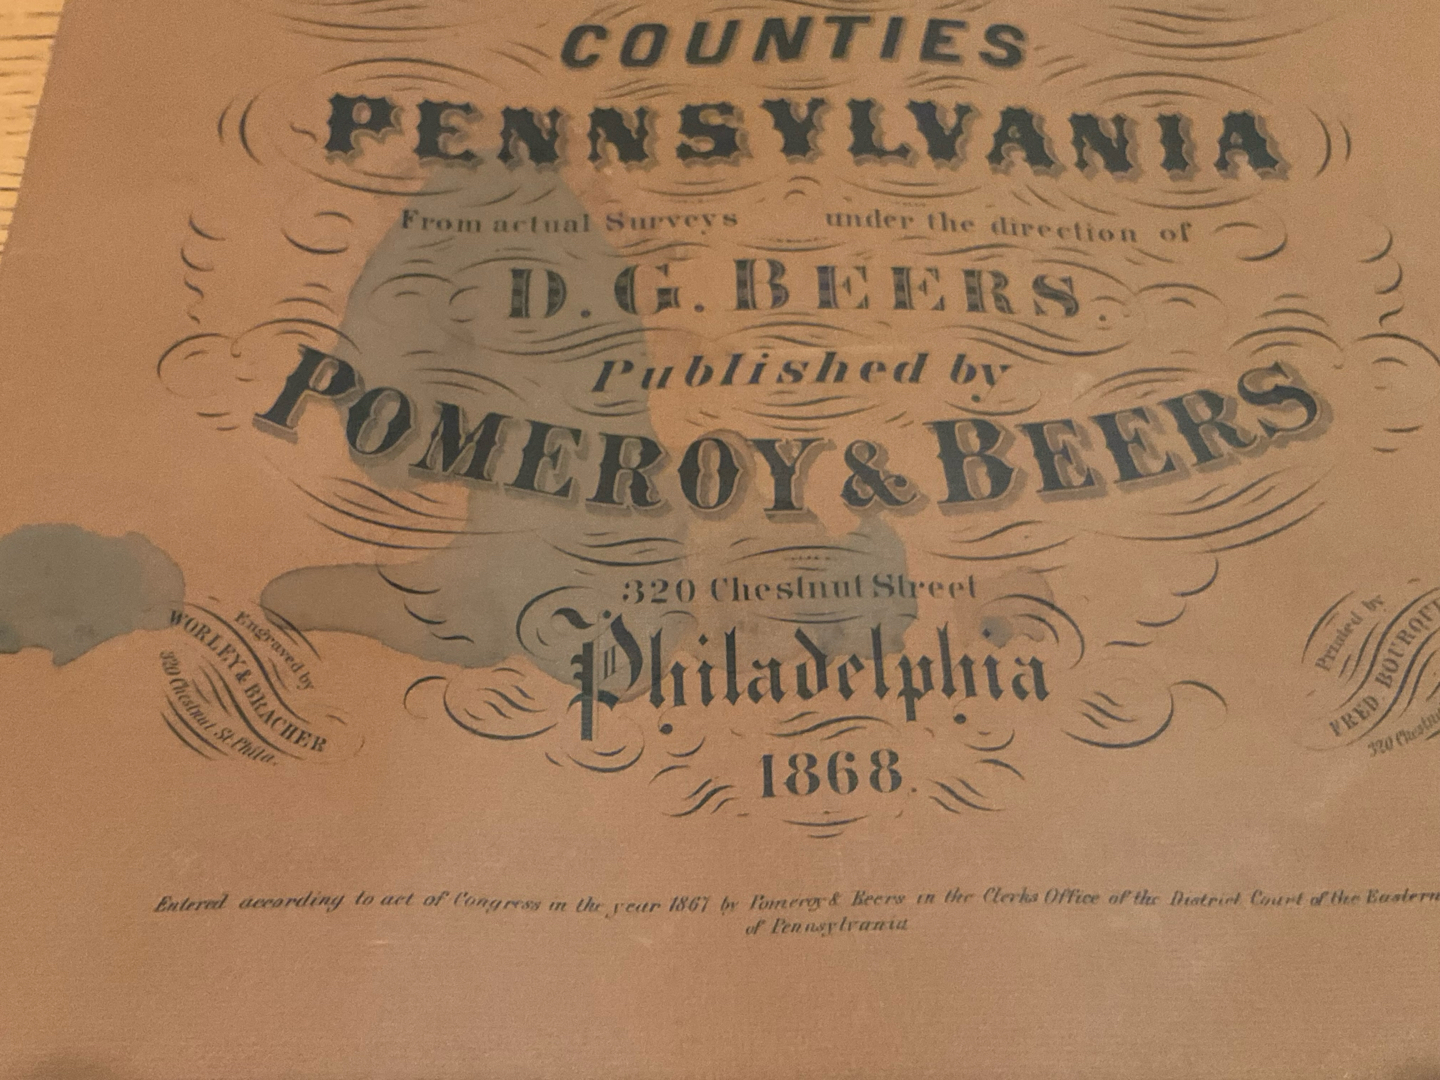 COUNTIES
PENNSYLVANIA
From actual Surveys under the direction of
D. G. BEERS.
Published by
POMEROY & BEERS
320 Chestnut Street
Philadelphia
1868.
Engraved by
WORLEY & BRACHER
320 Chestnut St. Phila.
Printed by
FRED BOURQU
320 Chestnu
Entered according to act of Congress in the year 1867 by Pomeroy & Beers in the Clerks Office of the District Court of the Eastern
of Pennsylvania